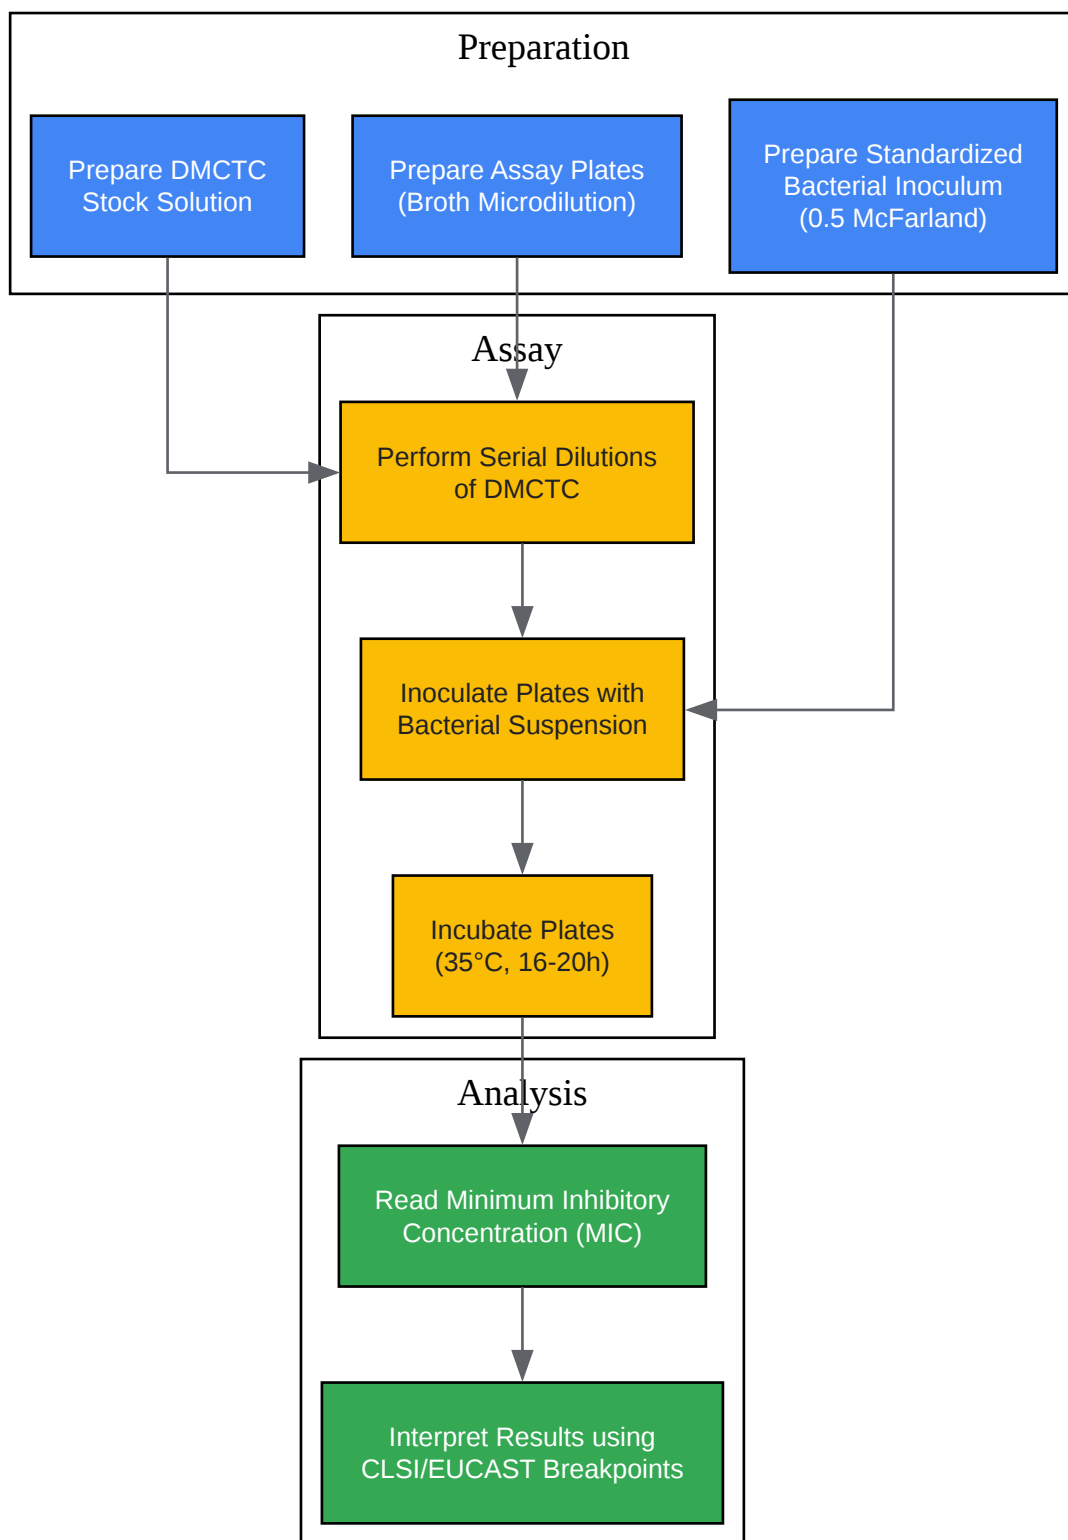 Preparation
Prepare DMCTC
Stock Solution
Prepare Assay Plates
(Broth Microdilution)
Prepare Standardized
Bacterial Inoculum
(0.5 McFarland)
Assay
Perform Serial Dilutions
of DMCTC
Inoculate Plates with
Bacterial Suspension
Incubate Plates
(35°C, 16-20h)
Analysis
Read Minimum Inhibitory
Concentration (MIC)
Interpret Results using
CLSI/EUCAST Breakpoints